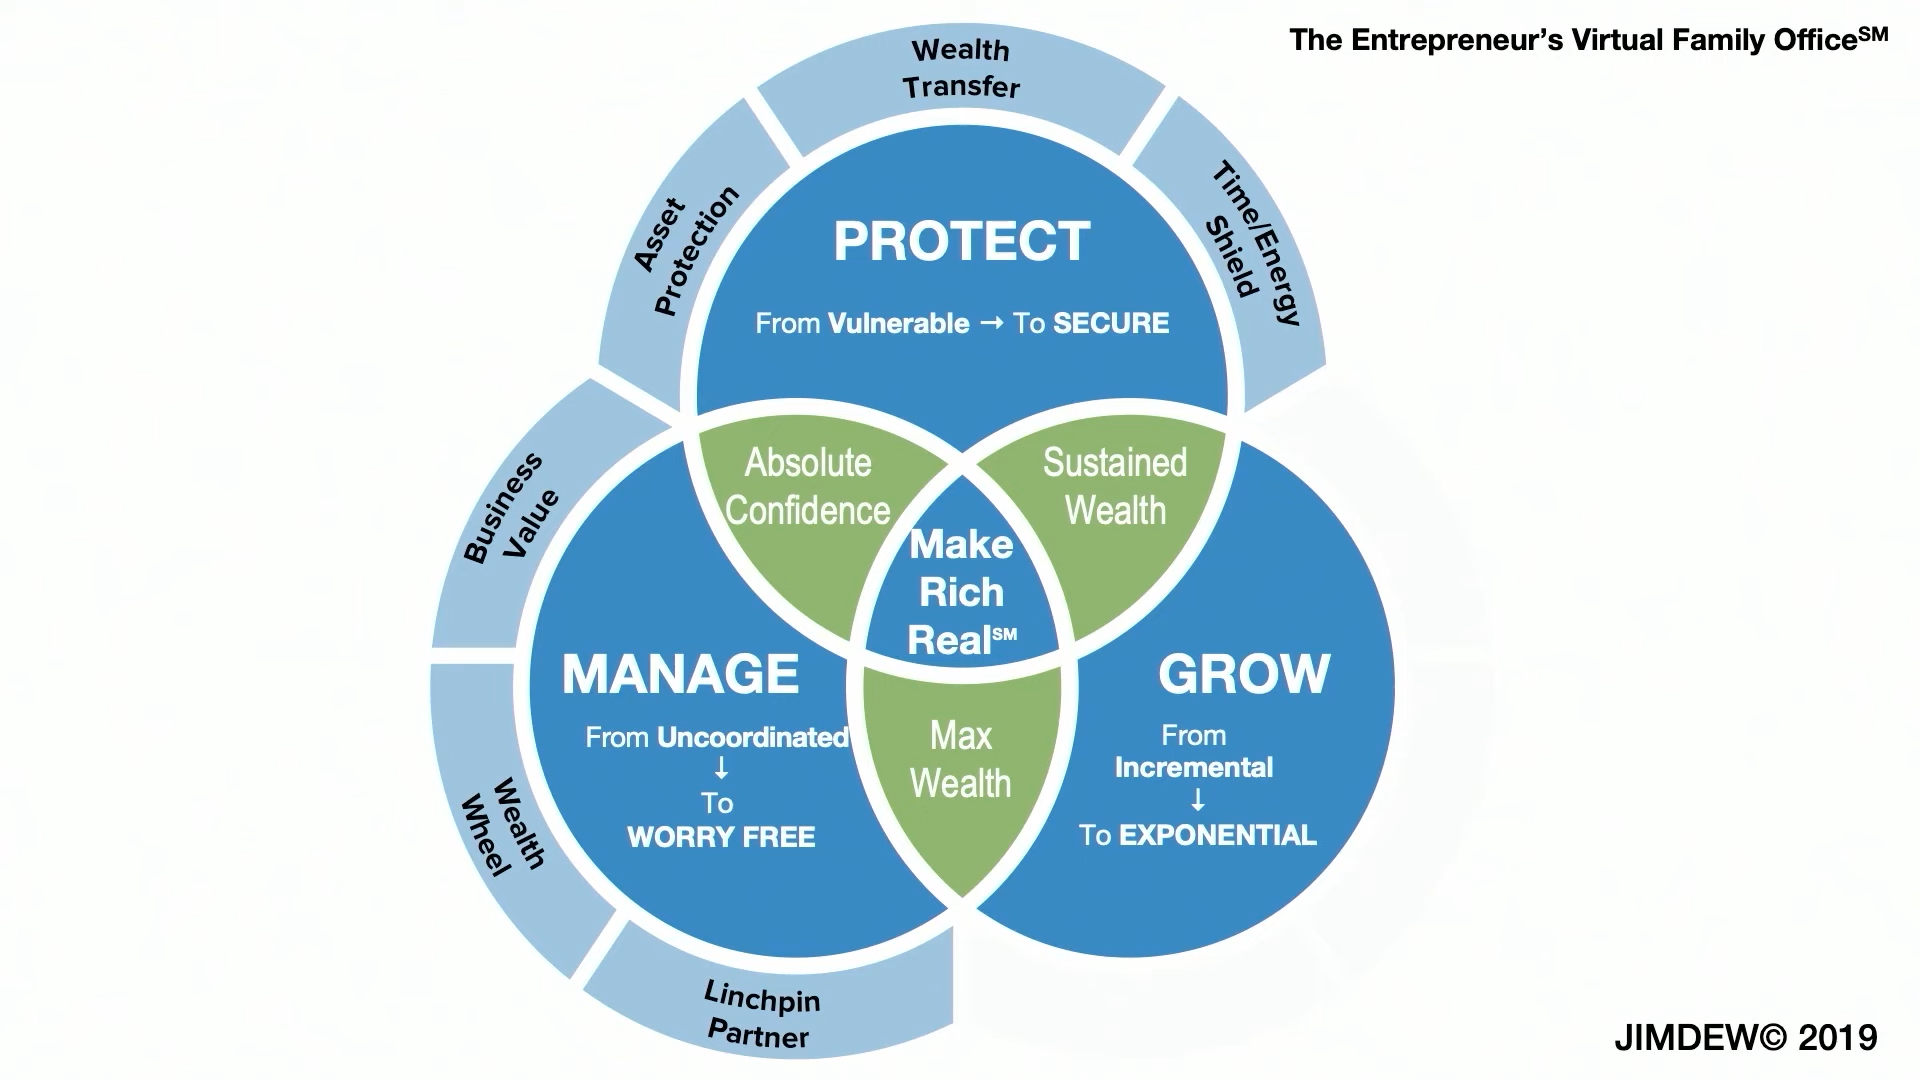 The Entrepreneur’s Virtual Family Office℠
Wealth
Transfer
Asset
Protection
Time/Energy
Shield
PROTECT
From Vulnerable → To SECURE
Absolute
Confidence
Sustained
Wealth
Make
Rich
Real℠
Business
Value
MANAGE
From Uncoordinated
↓
To
WORRY FREE
GROW
From
Incremental
↓
To EXPONENTIAL
Max
Wealth
Wealth
Wheel
Linchpin
Partner
JIMDEW© 2019